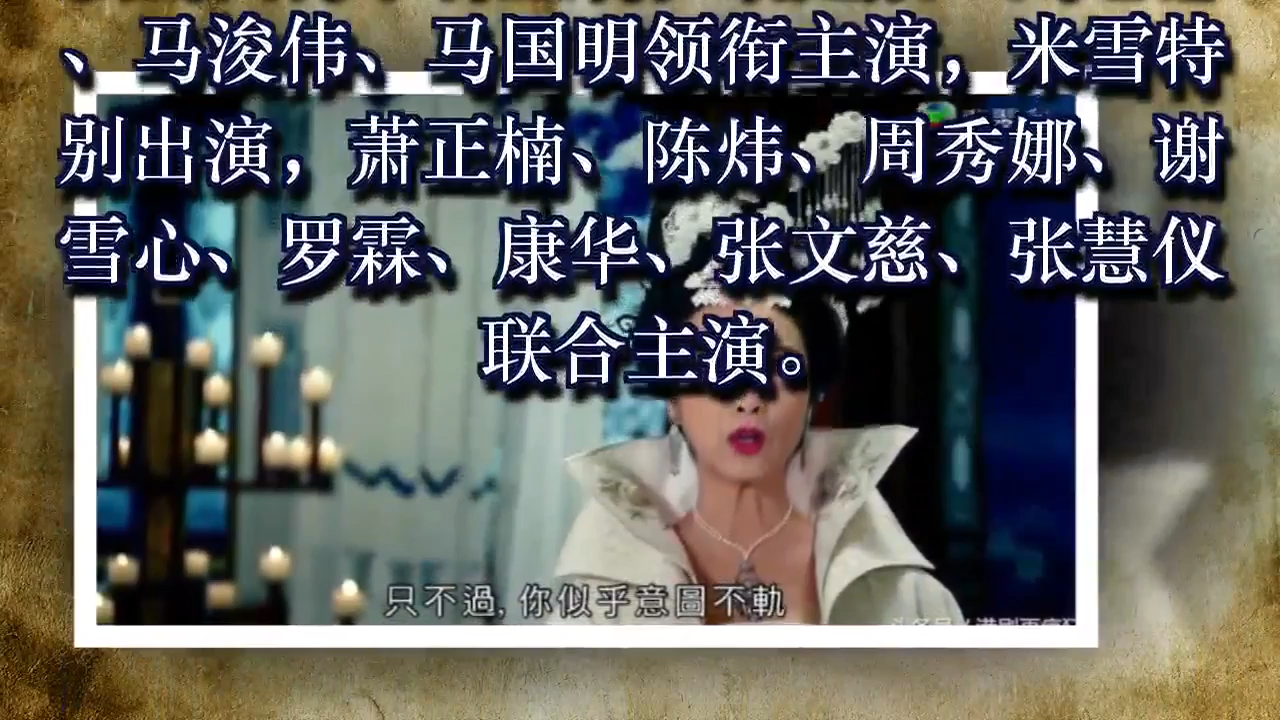 、马浚伟、马国明领衔主演，米雪特
别出演，萧正楠、陈炜、周秀娜、谢
雪心、罗霖、康华、张文慈、张慧仪
联合主演。
只不過, 你似乎意圖不軌